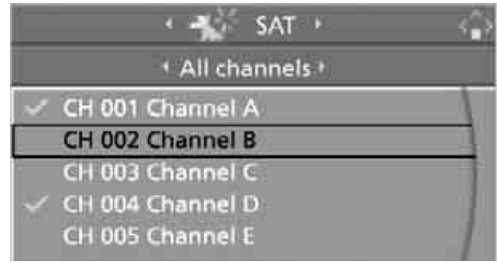 SAT
All channels
CH 001 Channel A
CH 002 Channel B
CH 003 Channel C
CH 004 Channel D
CH 005 Channel E